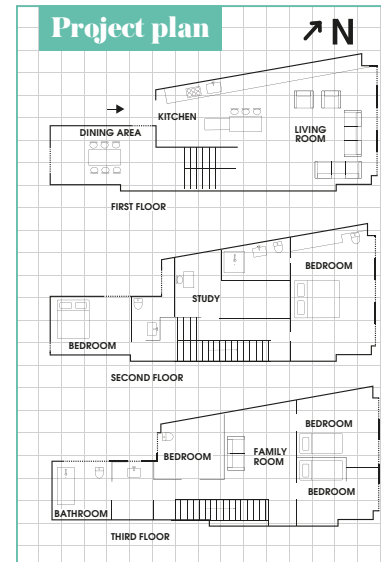 Project plan
N
KITCHEN
DINING AREA
LIVING
ROOM
FIRST FLOOR
BEDROOM
STUDY
BEDROOM
SECOND FLOOR
BEDROOM
BEDROOM
FAMILY
ROOM
BEDROOM
BATHROOM
THIRD FLOOR